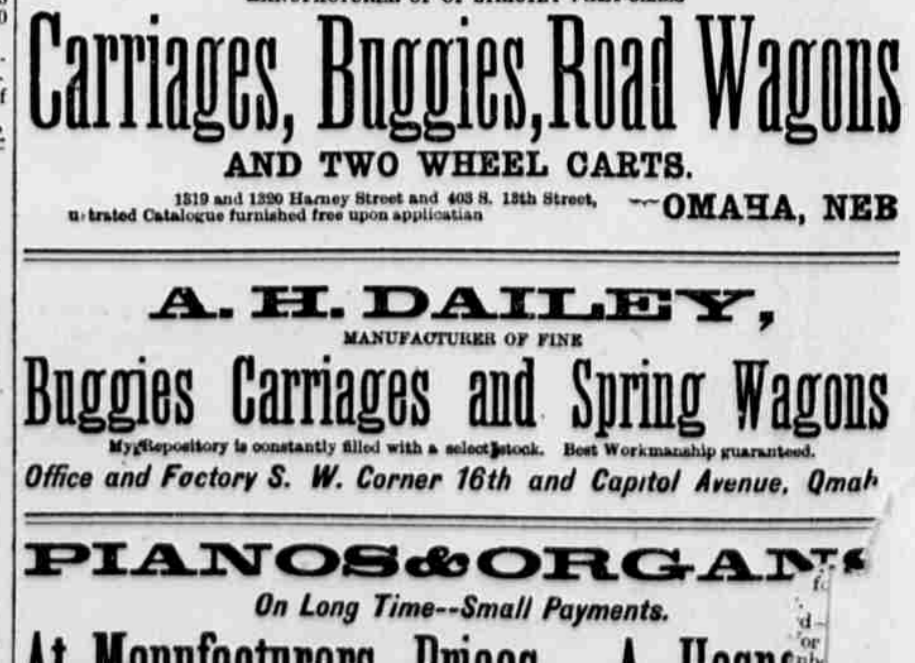 Carriages, Buggies, Road Wagons
AND TWO WHEEL CARTS.
1319 and 1320 Harney Street and 403 S. 13th Street,
trated Catalogue furnished free upon applicatian
OMAHA, NEB
A. H. DAILEY,
MANUFACTURER OF FINE
Buggies Carriages and Spring Wagons
My Repository is constantly filled with a select stock. Best Workmanship guaranteed.
Office and Factory S. W. Corner 16th and Capitol Avenue, Omah
PIANOS & ORGANS
On Long Time--Small Payments.